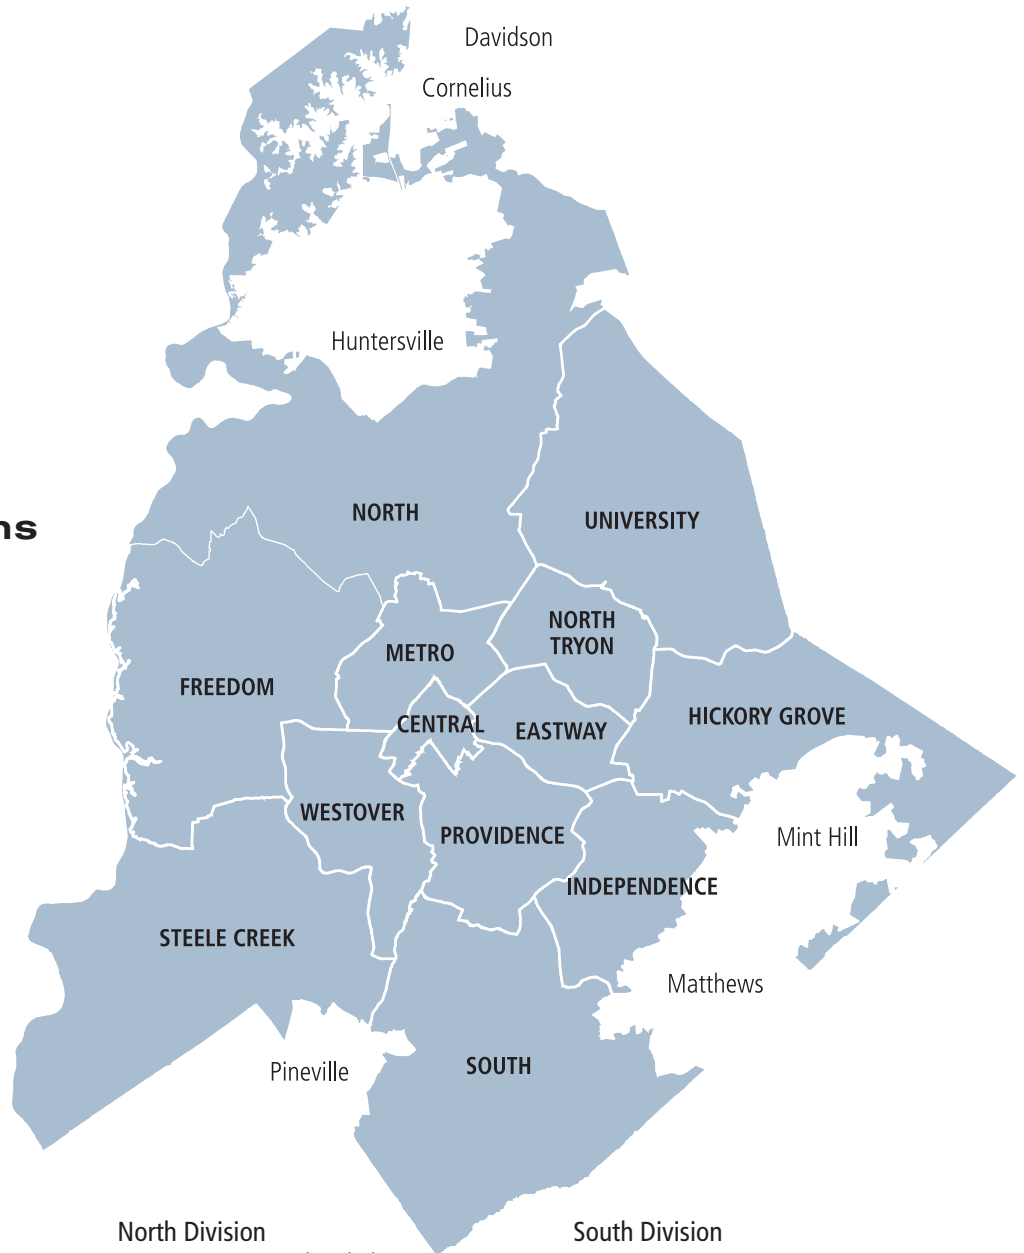 Davidson
Cornelius
Huntersville
NORTH
UNIVERSITY
ns
NORTH
TRYON
METRO
FREEDOM
CENTRAL
EASTWAY
HICKORY GROVE
WESTOVER
PROVIDENCE
Mint Hill
INDEPENDENCE
STEELE CREEK
Matthews
SOUTH
Pineville
North Division
South Division